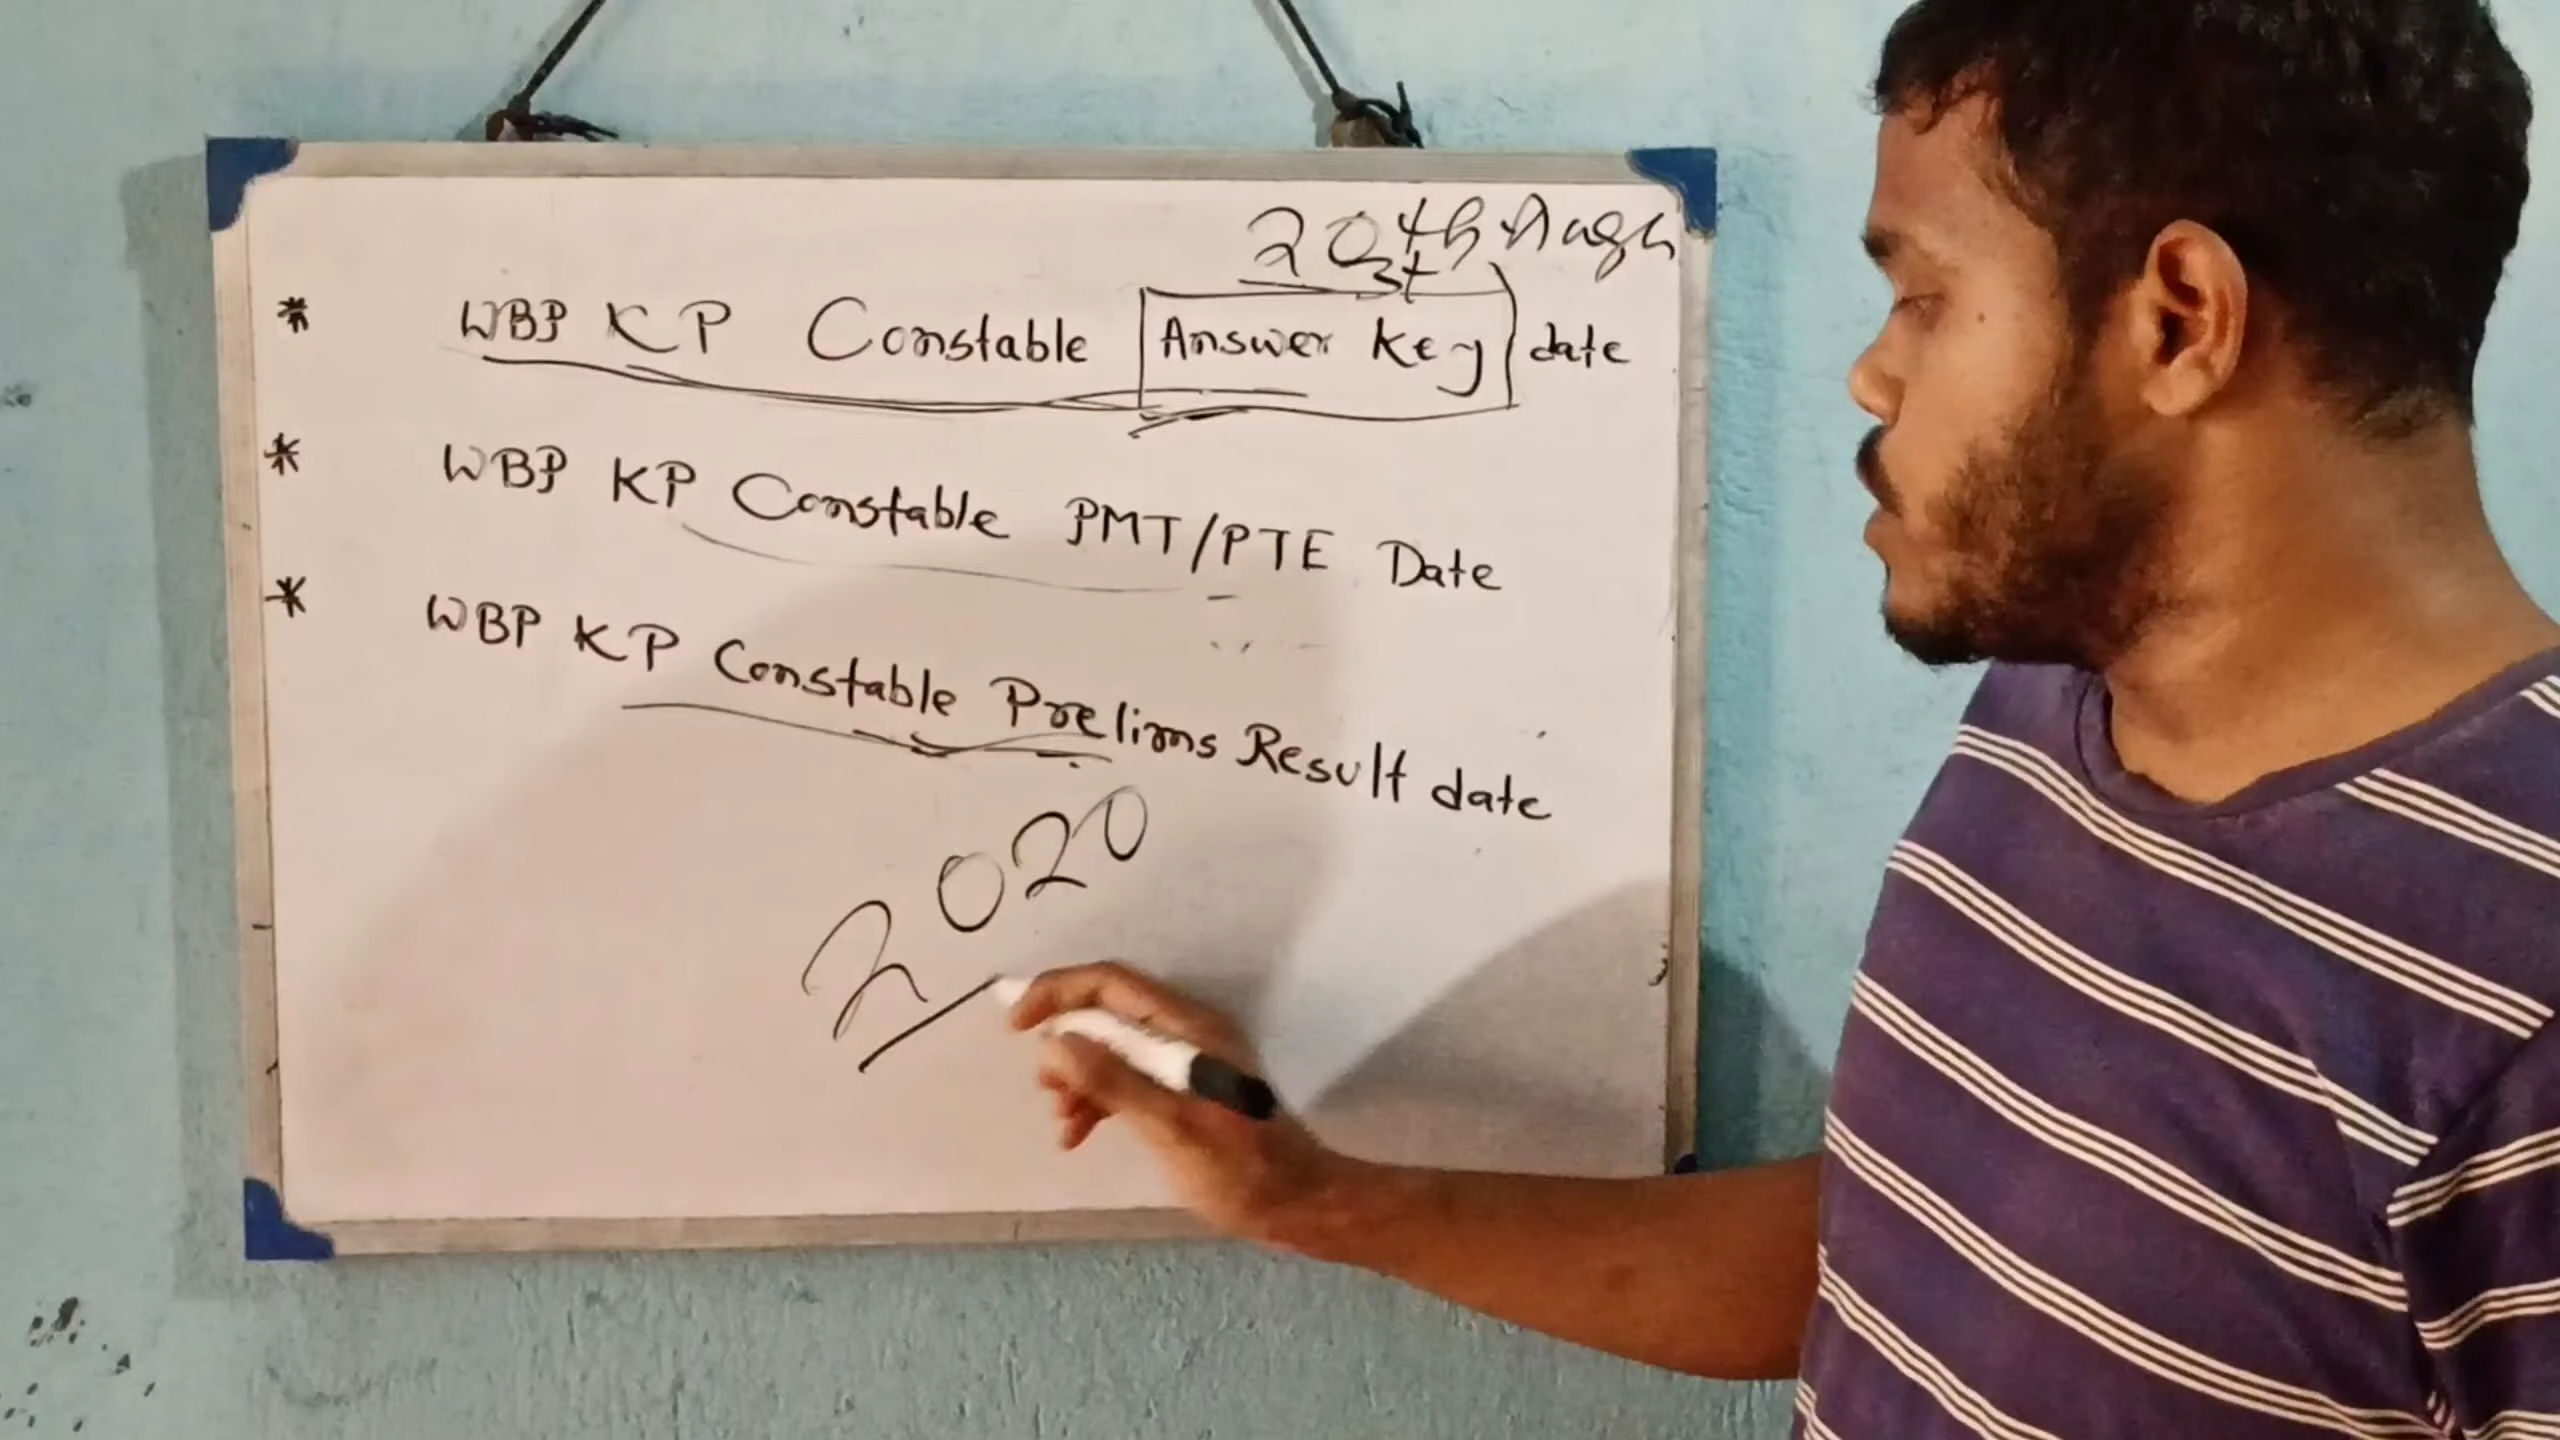 20th
* WBP KP Constable Answer Key date
* WBP KP Constable PMT/PTE Date
* WBP KP Constable Prelims Result date
2020